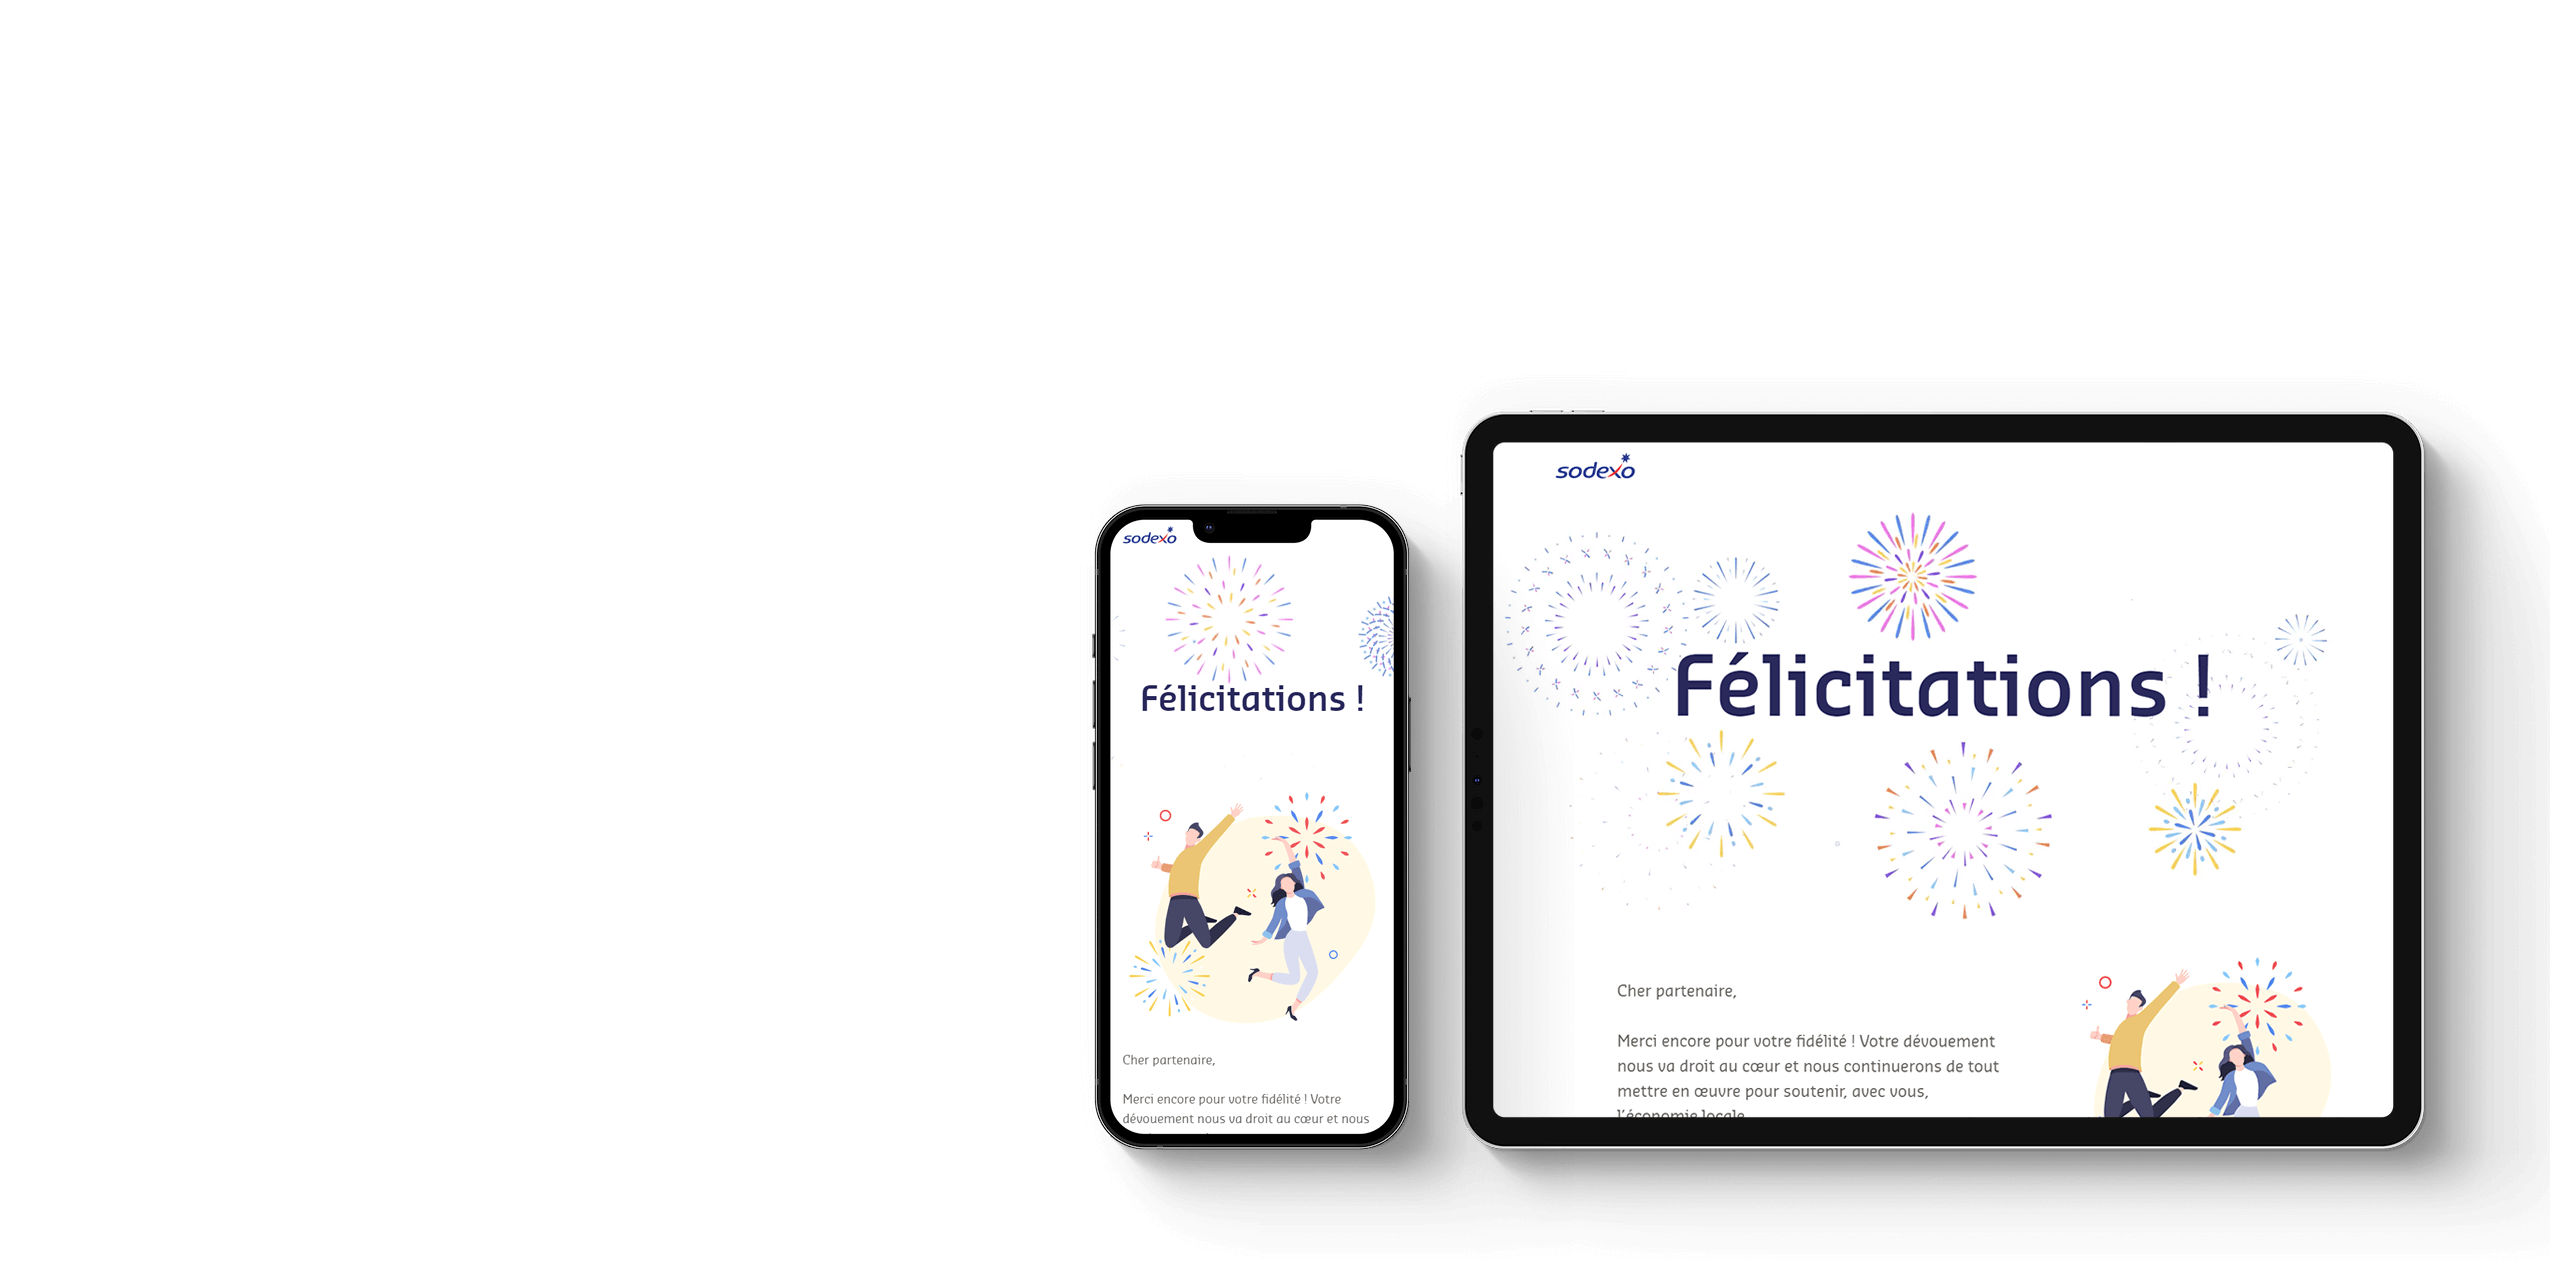 sodexo
Félicitations !
Cher partenaire,
Merci encore pour votre fidélité ! Votre
dévouement nous va droit au cœur et nous
sodexo
Félicitations !
Cher partenaire,
Merci encore pour votre fidélité ! Votre dévouement
nous va droit au cœur et nous continuerons de tout
mettre en œuvre pour soutenir, avec vous,
l'économie locale